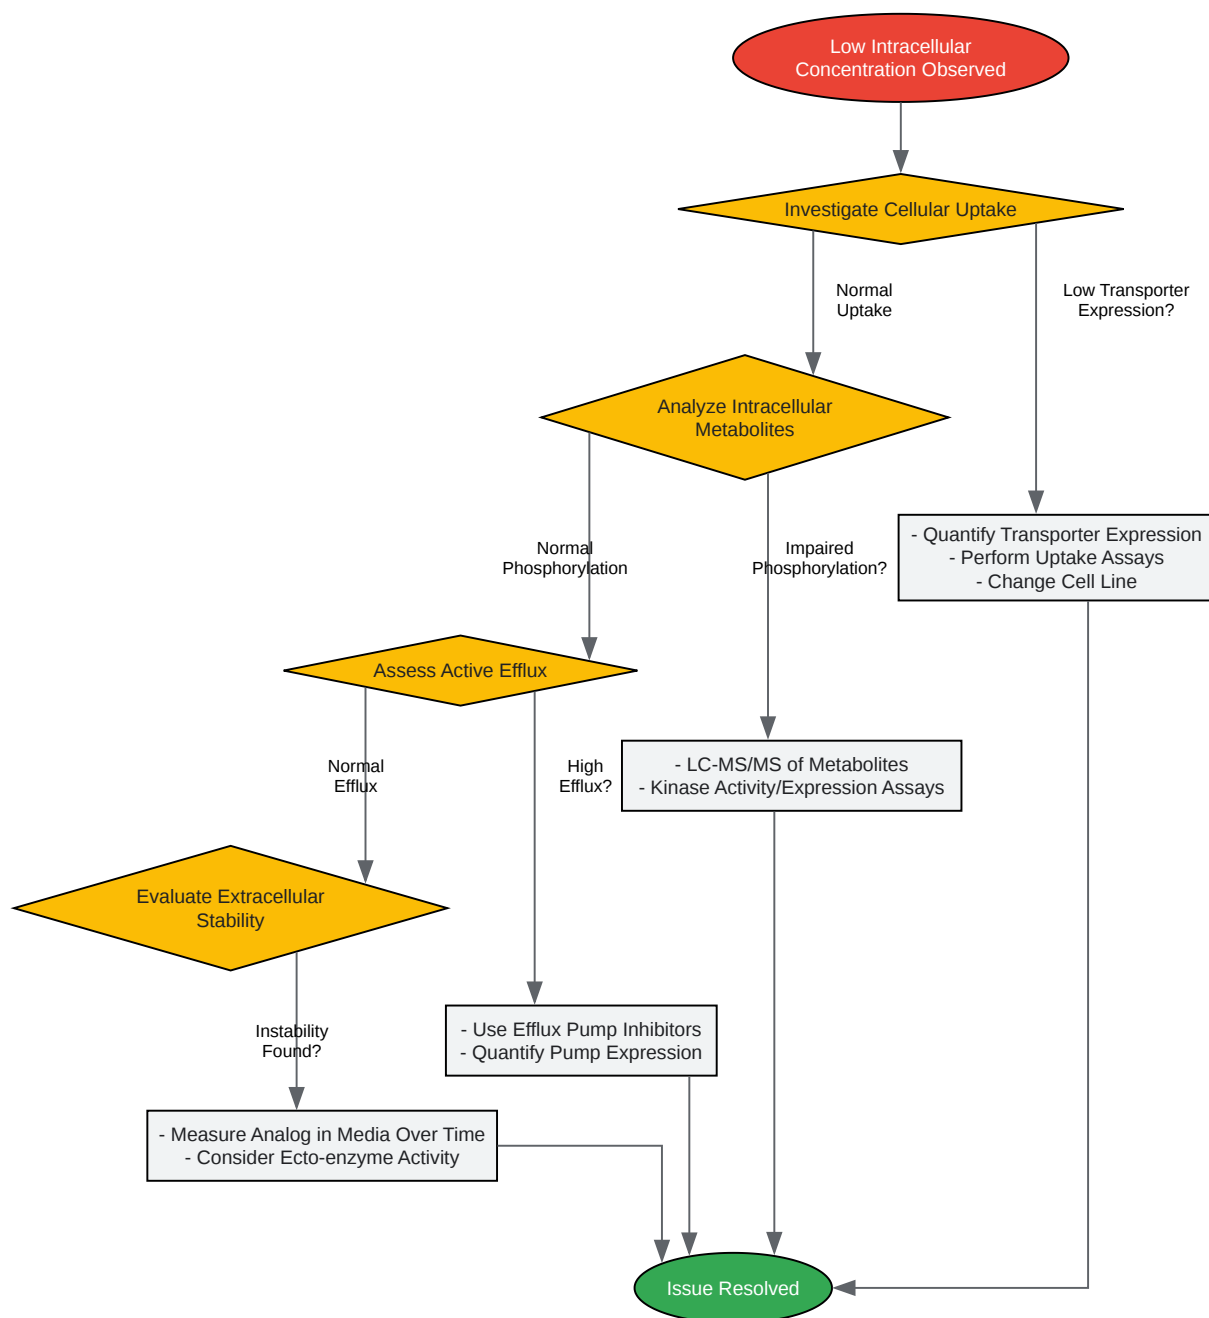 Low Intracellular
Concentration Observed
Investigate Cellular Uptake
Normal
Uptake
Low Transporter
Expression?
Analyze Intracellular
Metabolites
- Quantify Transporter Expression
- Perform Uptake Assays
- Change Cell Line
Normal
Phosphorylation
Impaired
Phosphorylation?
Assess Active Efflux
Normal
Efflux
High
Efflux?
- LC-MS/MS of Metabolites
- Kinase Activity/Expression Assays
Evaluate Extracellular
Stability
Instability
Found?
- Use Efflux Pump Inhibitors
- Quantify Pump Expression
- Measure Analog in Media Over Time
- Consider Ecto-enzyme Activity
Issue Resolved